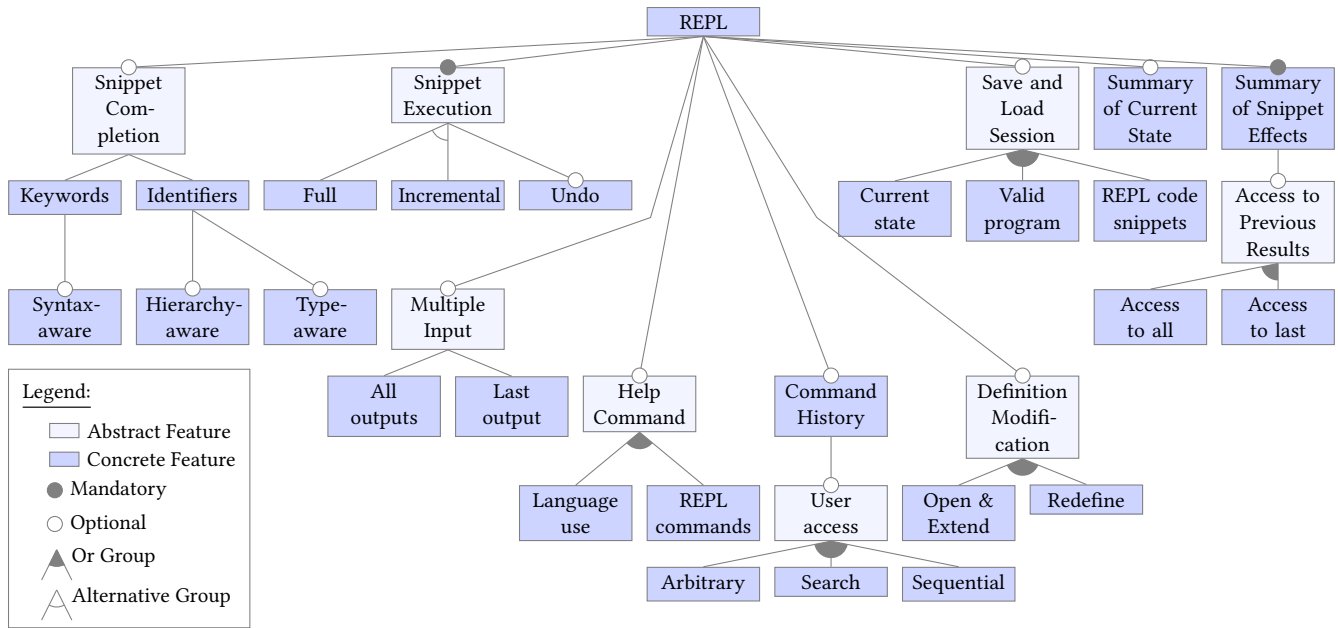 REPL
Snippet
Com-
pletion
Snippet
Execution
Save and
Load
Session
Summary
of Current
State
Summary
of Snippet
Effects
Keywords
Identifiers
Full
Incremental
Undo
Current
state
Valid
program
REPL code
snippets
Access to
Previous
Results
Syntax-
aware
Hierarchy-
aware
Type-
aware
Multiple
Input
Access
to all
Access
to last
All
outputs
Last
output
Help
Command
Command
History
Definition
Modifi-
cation
Language
use
REPL
commands
User
access
Open &
Extend
Redefine
Arbitrary
Search
Sequential
Legend:
Abstract Feature
Concrete Feature
Mandatory
Optional
Or Group
Alternative Group